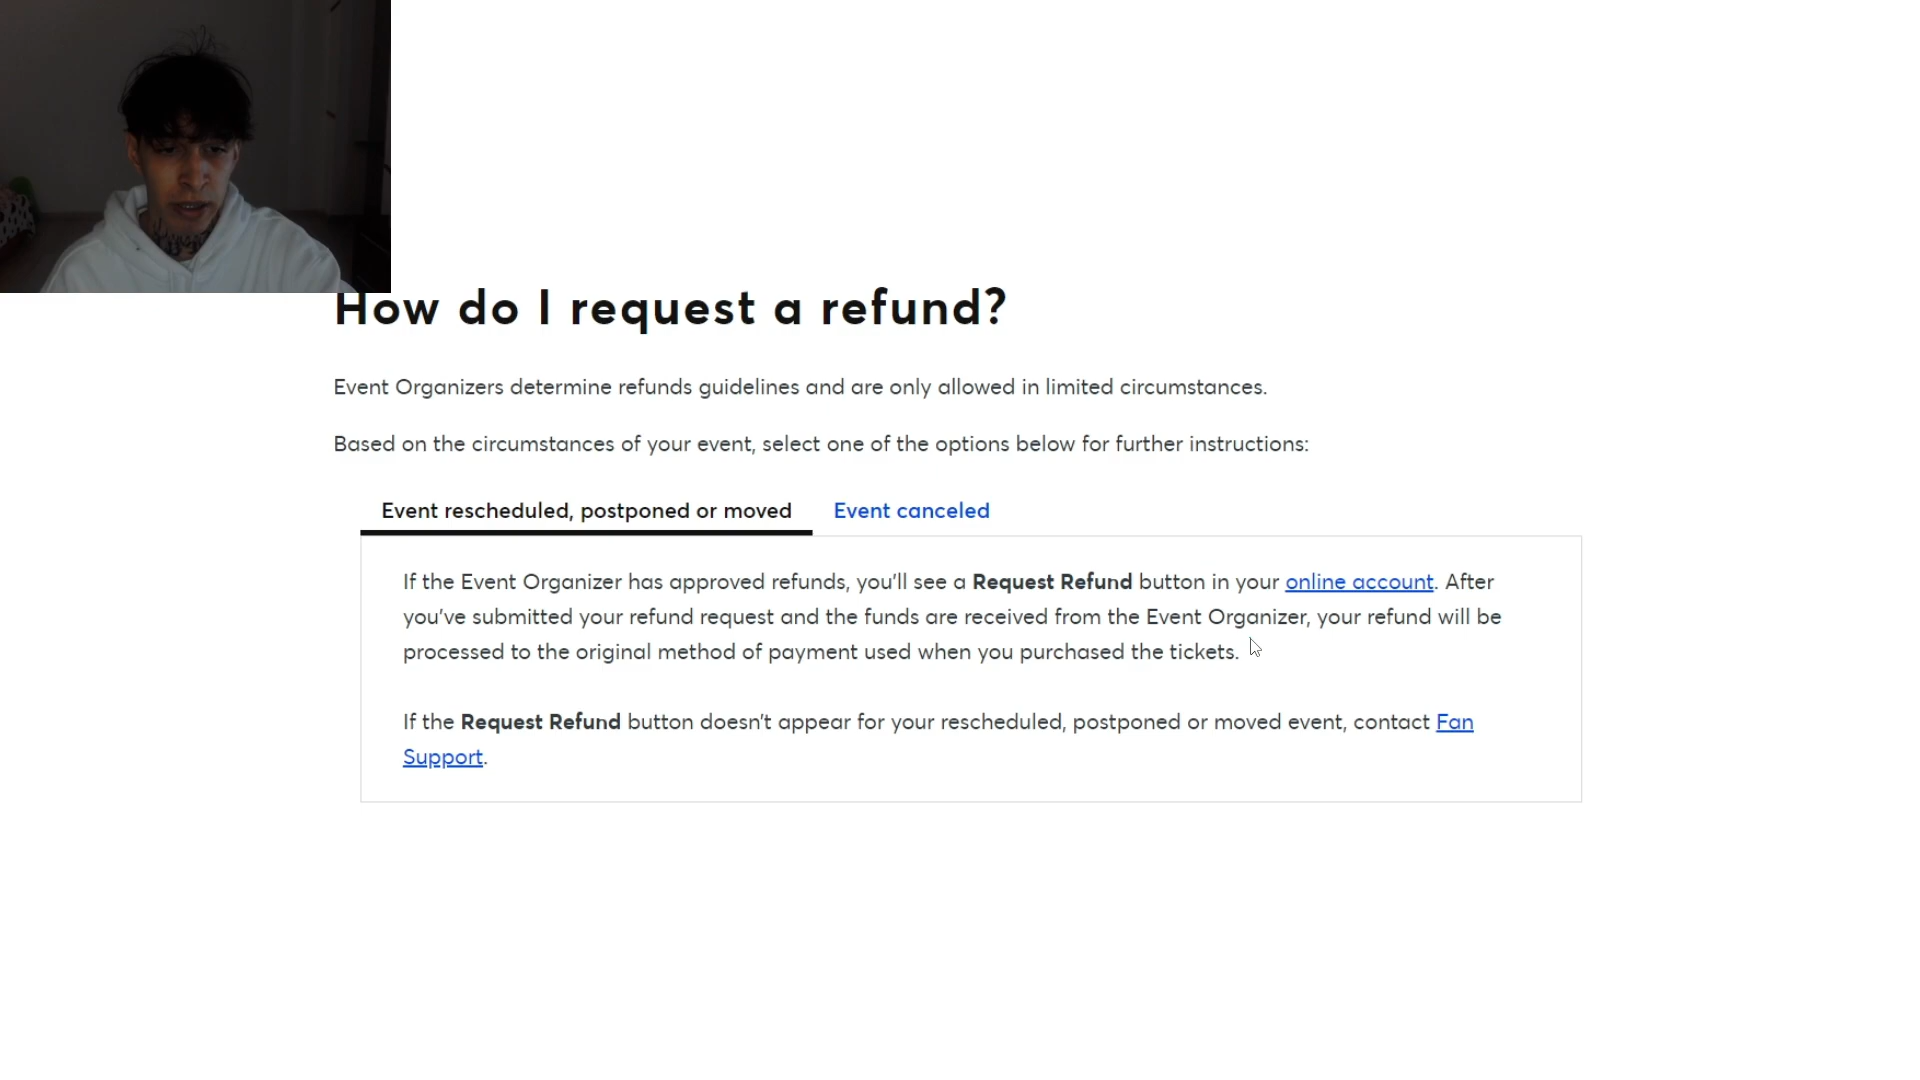 How do I request a refund?
Event Organizers determine refunds guidelines and are only allowed in limited circumstances.
Based on the circumstances of your event, select one of the options below for further instructions:
Event rescheduled, postponed or moved Event canceled
If the Event Organizer has approved refunds, you'll see a Request Refund button in your online account. After
you've submitted your refund request and the funds are received from the Event Organizer, your refund will be
processed to the original method of payment used when you purchased the tickets.
If the Request Refund button doesn't appear for your rescheduled, postponed or moved event, contact Fan
Support.